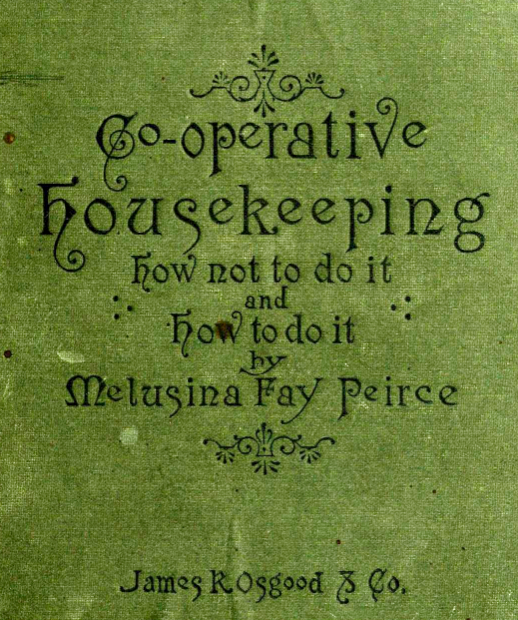 Co-operative
Housekeeping
How not to do it
and
How to do it
by
Melusina Fay Peirce
James R Osgood & Co.